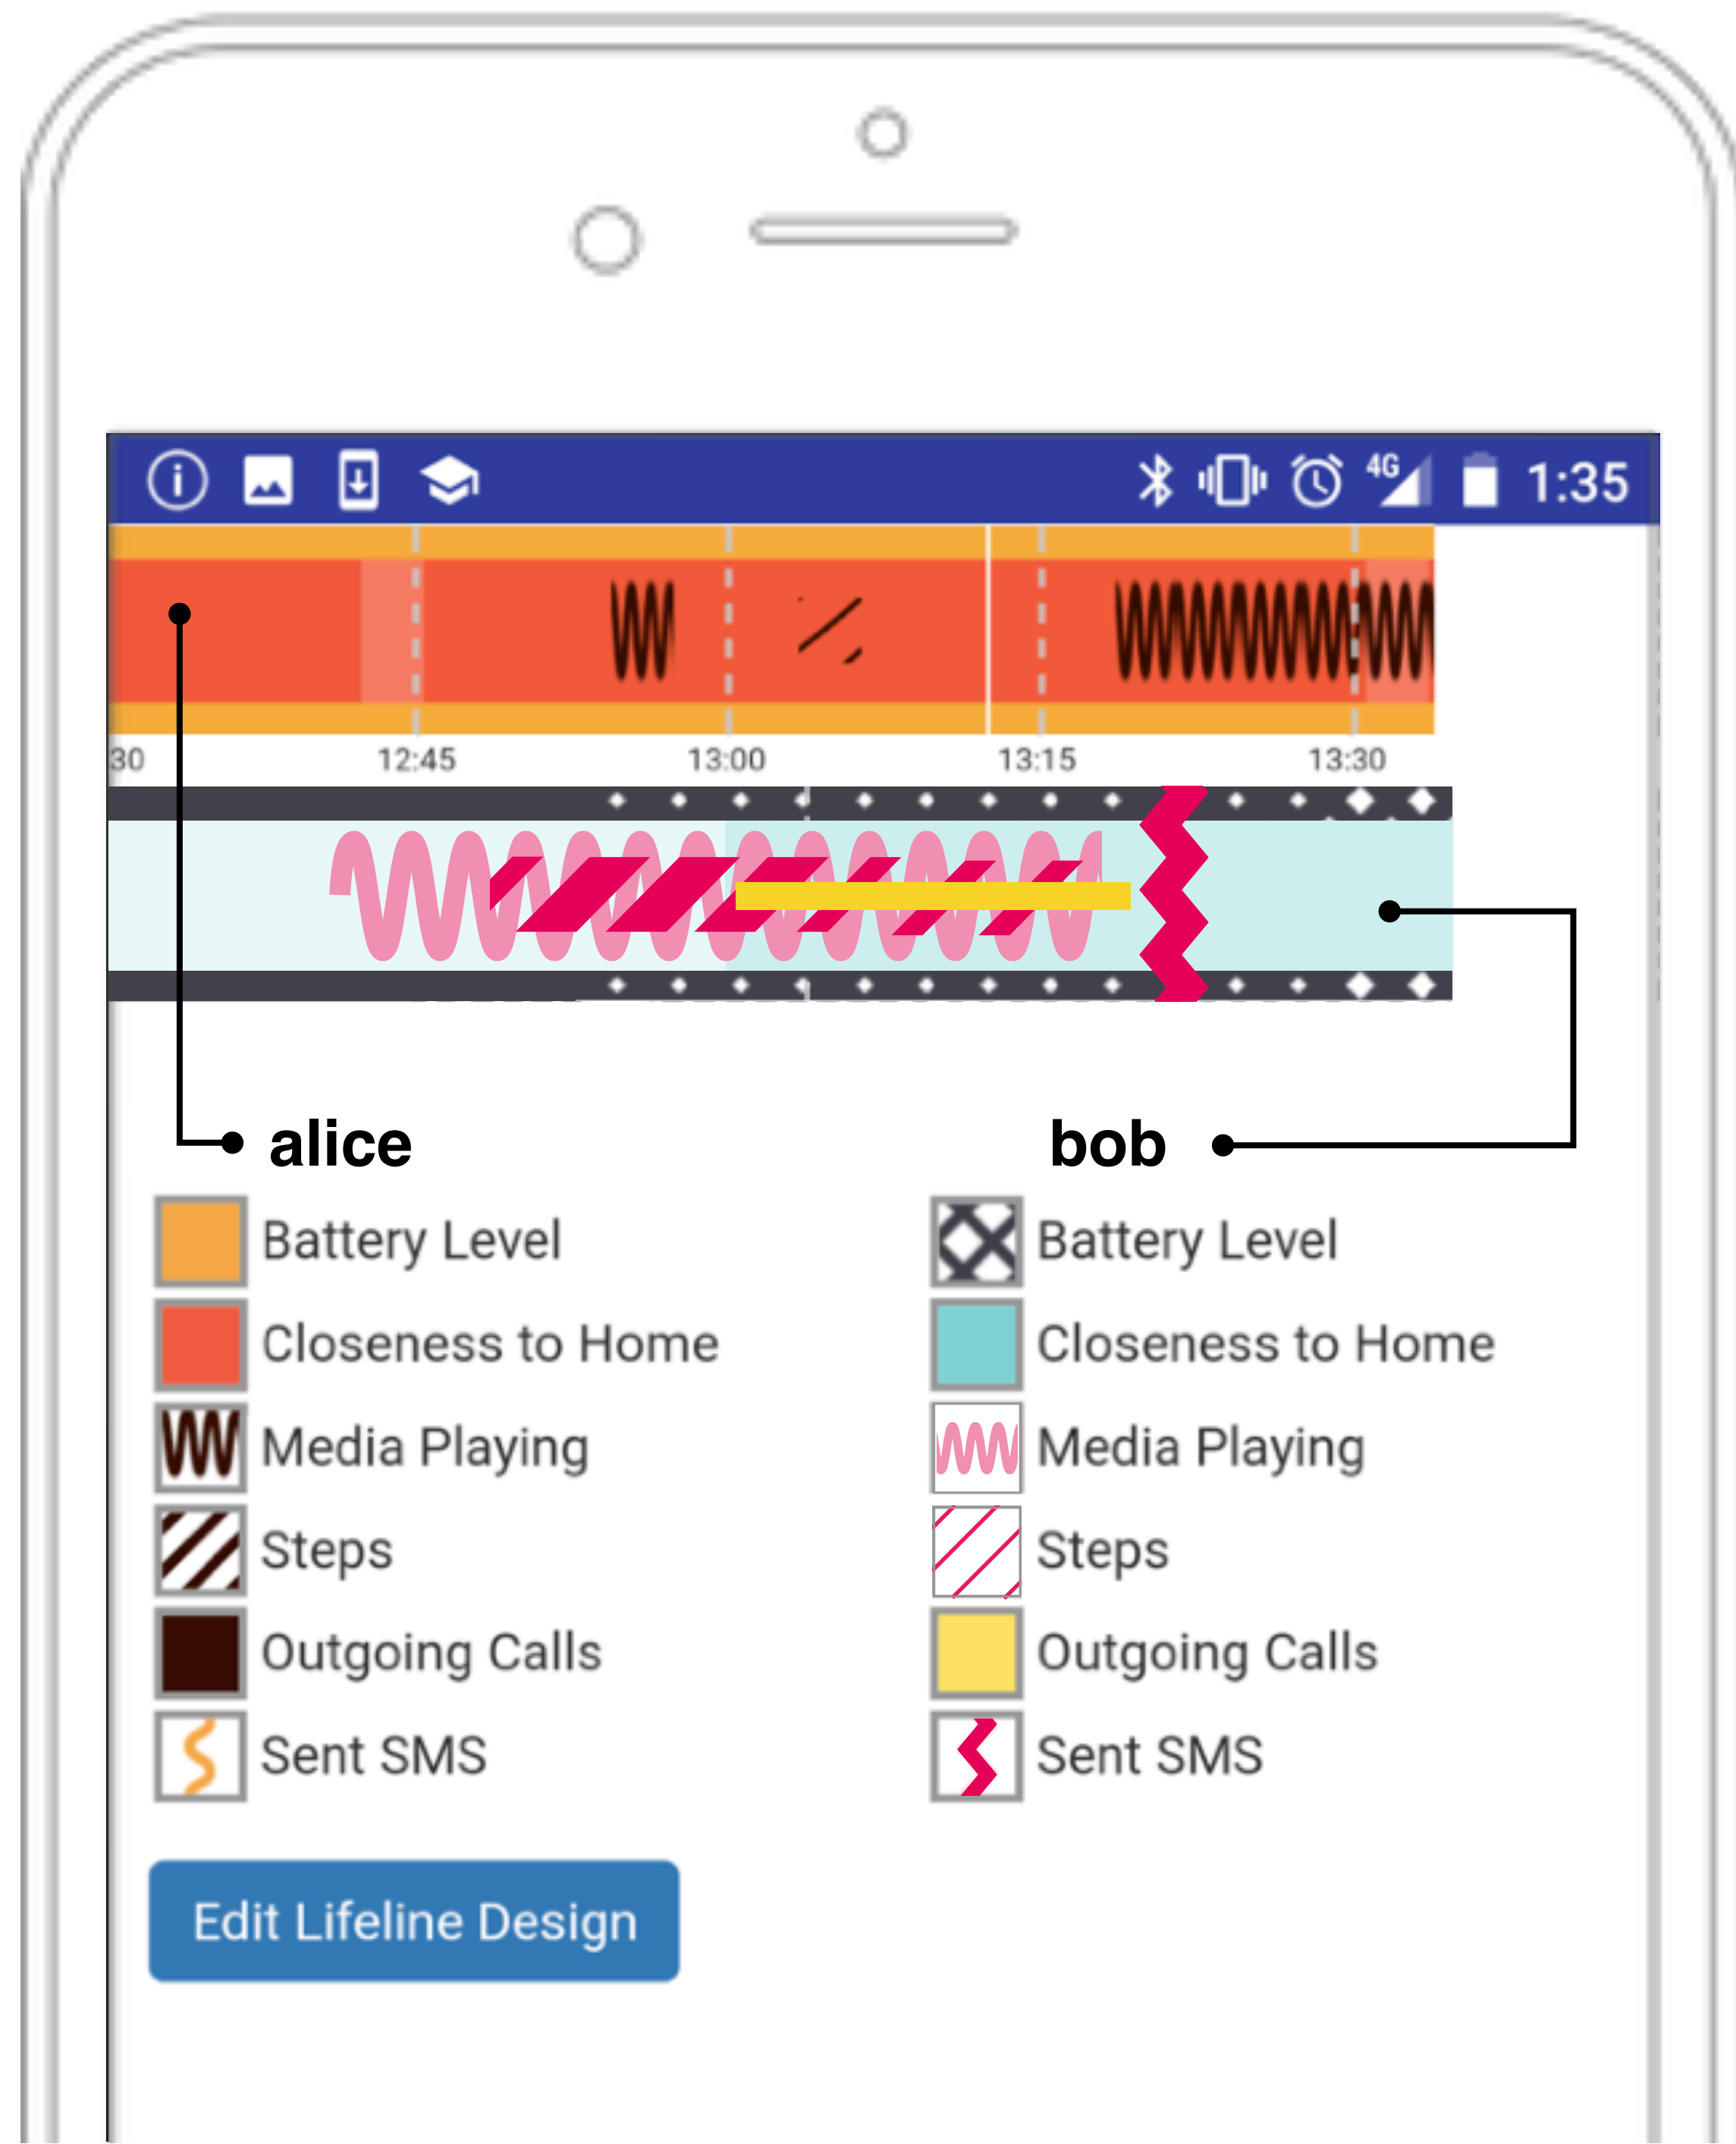 4G 1:35
30 12:45 13:00 13:15 13:30
alice bob
Battery Level Battery Level
Closeness to Home Closeness to Home
Media Playing Media Playing
Steps Steps
Outgoing Calls Outgoing Calls
Sent SMS Sent SMS
Edit Lifeline Design